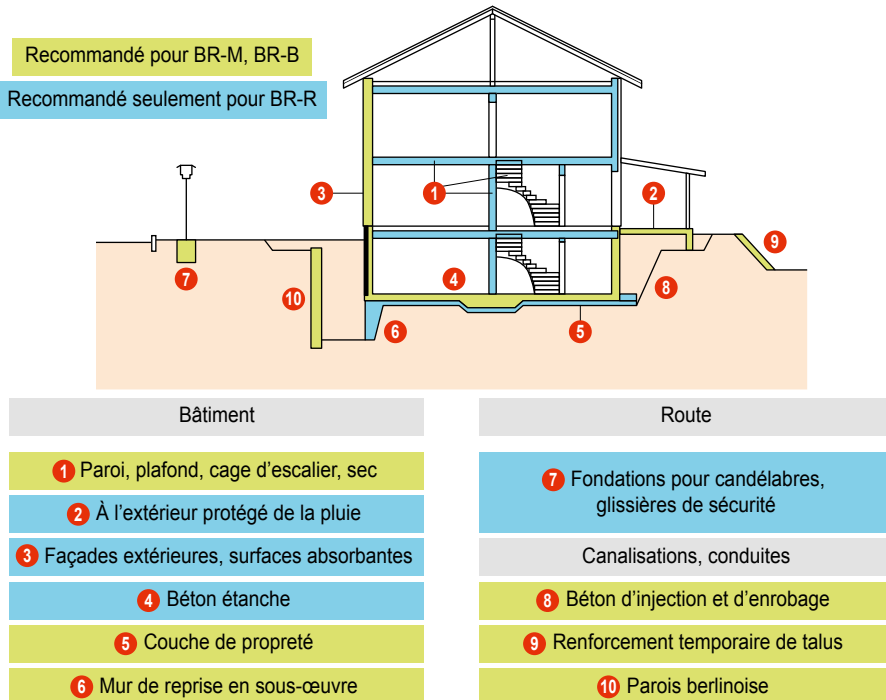 Recommandé pour BR-M, BR-B
Recommandé seulement pour BR-R
3
1
2
7
10
4
6
5
8
9
Bâtiment
1 Paroi, plafond, cage d'escalier, sec
2 À l'extérieur protégé de la pluie
3 Façades extérieures, surfaces absorbantes
4 Béton étanche
5 Couche de propreté
6 Mur de reprise en sous-œuvre
Route
7 Fondations pour candélabres,
glissières de sécurité
Canalisations, conduites
8 Béton d'injection et d'enrobage
9 Renforcement temporaire de talus
10 Parois berlinoise